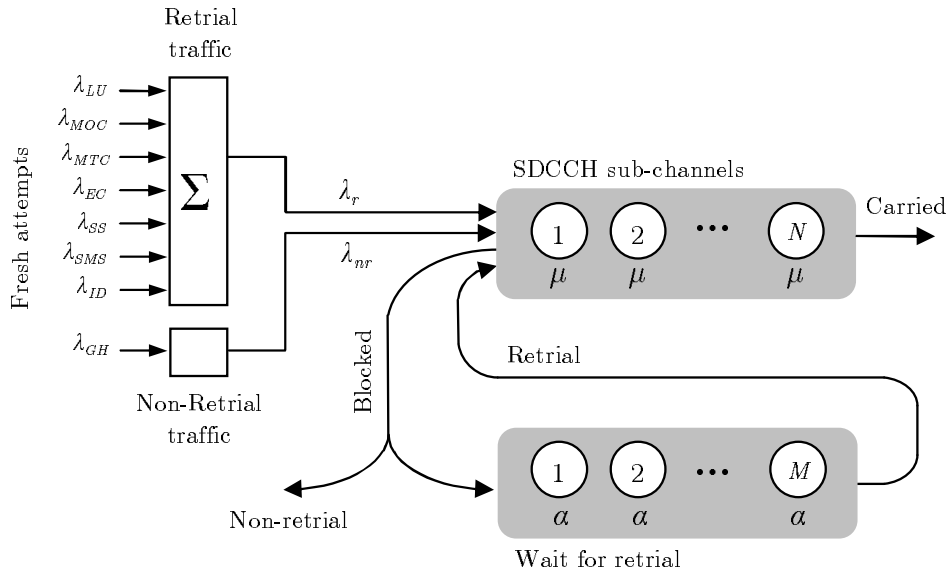 Retrial
traffic
Fresh attempts
λ_LU
λ_MOC
λ_MTC
λ_EC
λ_SS
λ_SMS
λ_ID
Σ
λ_GH
Non-Retrial
traffic
λ_r
λ_nr
SDCCH sub-channels
1 2 ••• N
μ μ μ
Carried
Blocked
Retrial
Non-retrial
1 2 ••• M
α α α
Wait for retrial